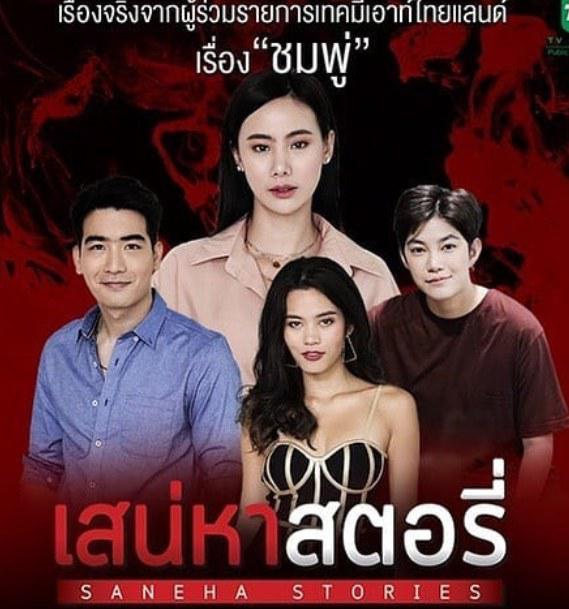 เรื่องจริงจากผู้ร่วมรายการเทคมีเอาท์ไทยแลนด์
เรื่อง “ชมพู่”
T.V
Public
เสน่หาสตอรี่
SANEHA STORIES